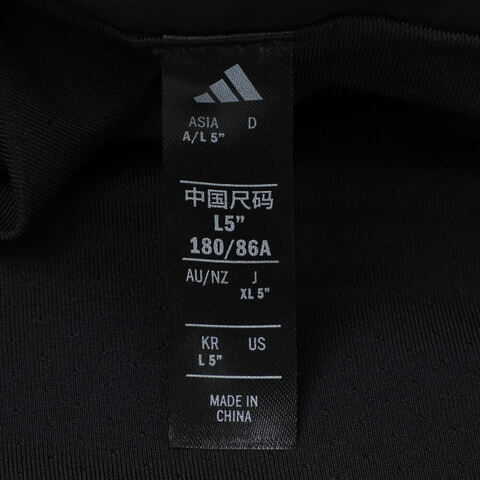 ASIA D
A/L 5"
中国尺码
L5"
180/86A
AU/NZ J
XL 5"
KR US
L 5"
MADE IN
CHINA